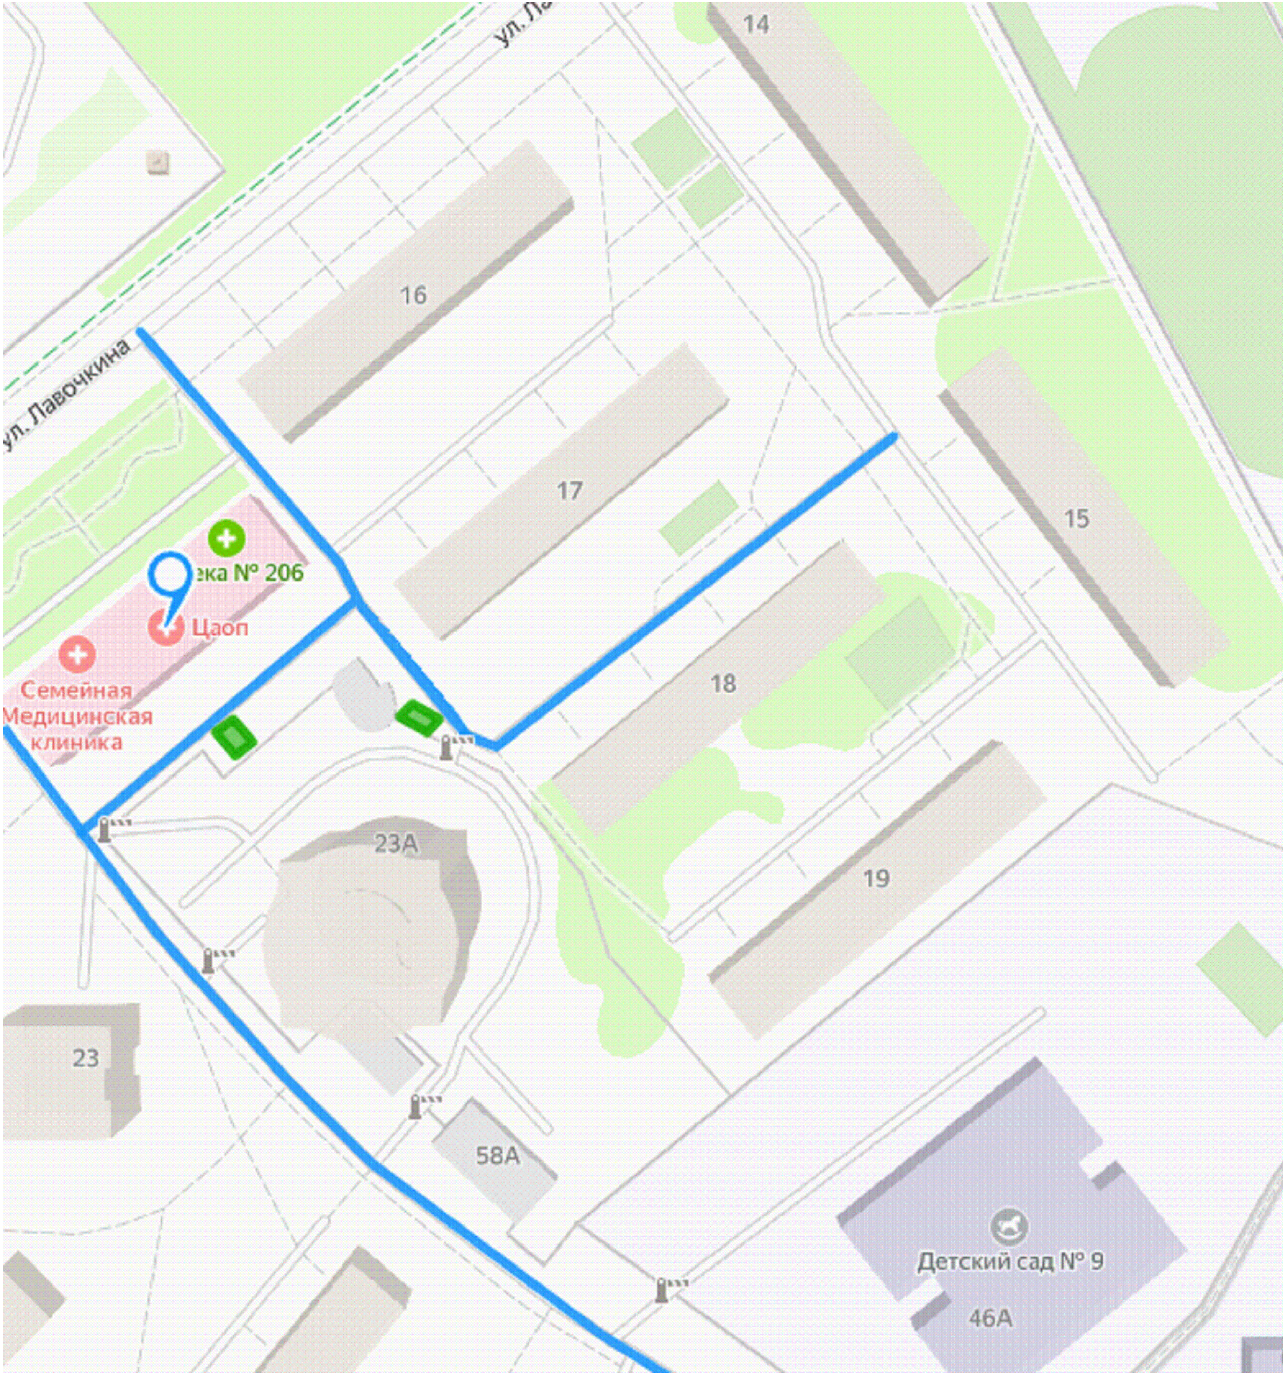 ул. Ла
14
16
ул. Лавочкина
17
15
ека № 206
Цаоп
Семейная
Медицинская
клиника
18
23А
19
23
58А
Детский сад № 9
46А